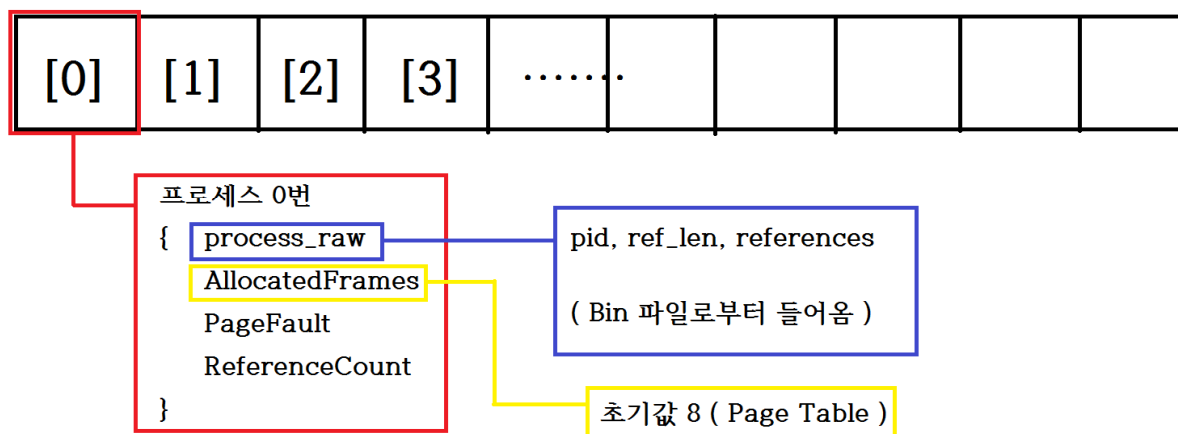 [0] [1] [2] [3] .......
프로세스 0번
{ process_raw
AllocatedFrames
PageFault
ReferenceCount
}
pid, ref_len, references
( Bin 파일로부터 들어옴 )
초기값 8 ( Page Table )